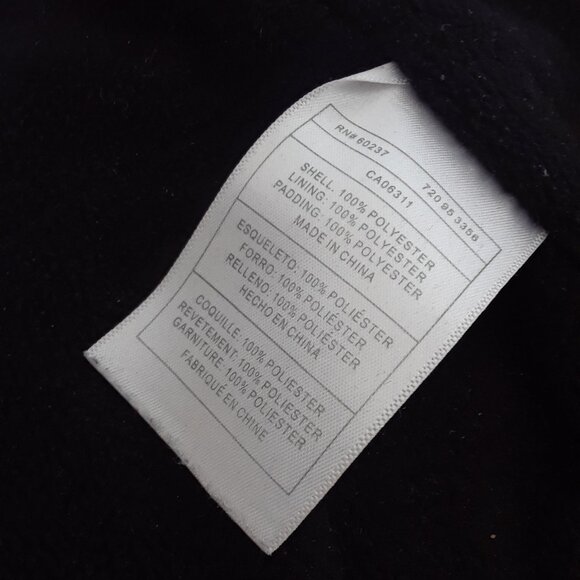 RN# 60237 720 95 3356
CA06311
SHELL: 100% POLYESTER
LINING: 100% POLYESTER
PADDING: 100% POLYESTER
MADE IN CHINA
ESQUELETO: 100% POLIÉSTER
FORRO: 100% POLIÉSTER
RELLENO: 100% POLIÉSTER
HECHO EN CHINA
COQUILLE: 100% POLIESTER
REVETEMENT: 100% POLIESTER
GARNITURE: 100% POLIESTER
FABRIQUÉ EN CHINE